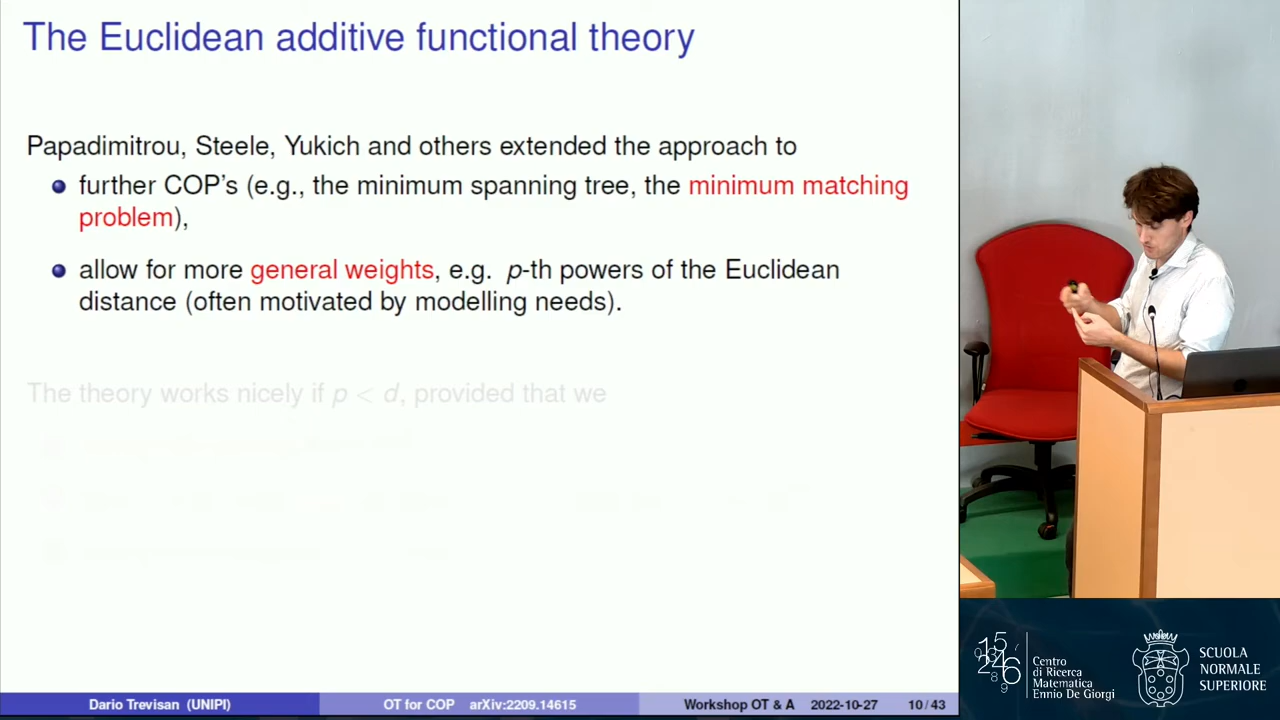 The Euclidean additive functional theory
Papadimitrou, Steele, Yukich and others extended the approach to
further COP's (e.g., the minimum spanning tree, the minimum matching
problem),
allow for more general weights, e.g. p-th powers of the Euclidean
distance (often motivated by modelling needs).
The theory works nicely if p < d, provided that we
Dario Trevisan (UNIPI)
OT for COP arXiv:2209.14615
Workshop OT & A 2022-10-27 10 / 43
Centro
di Ricerca
Matematica
Ennio De Giorgi
SCUOLA
NORMALE
SUPERIORE